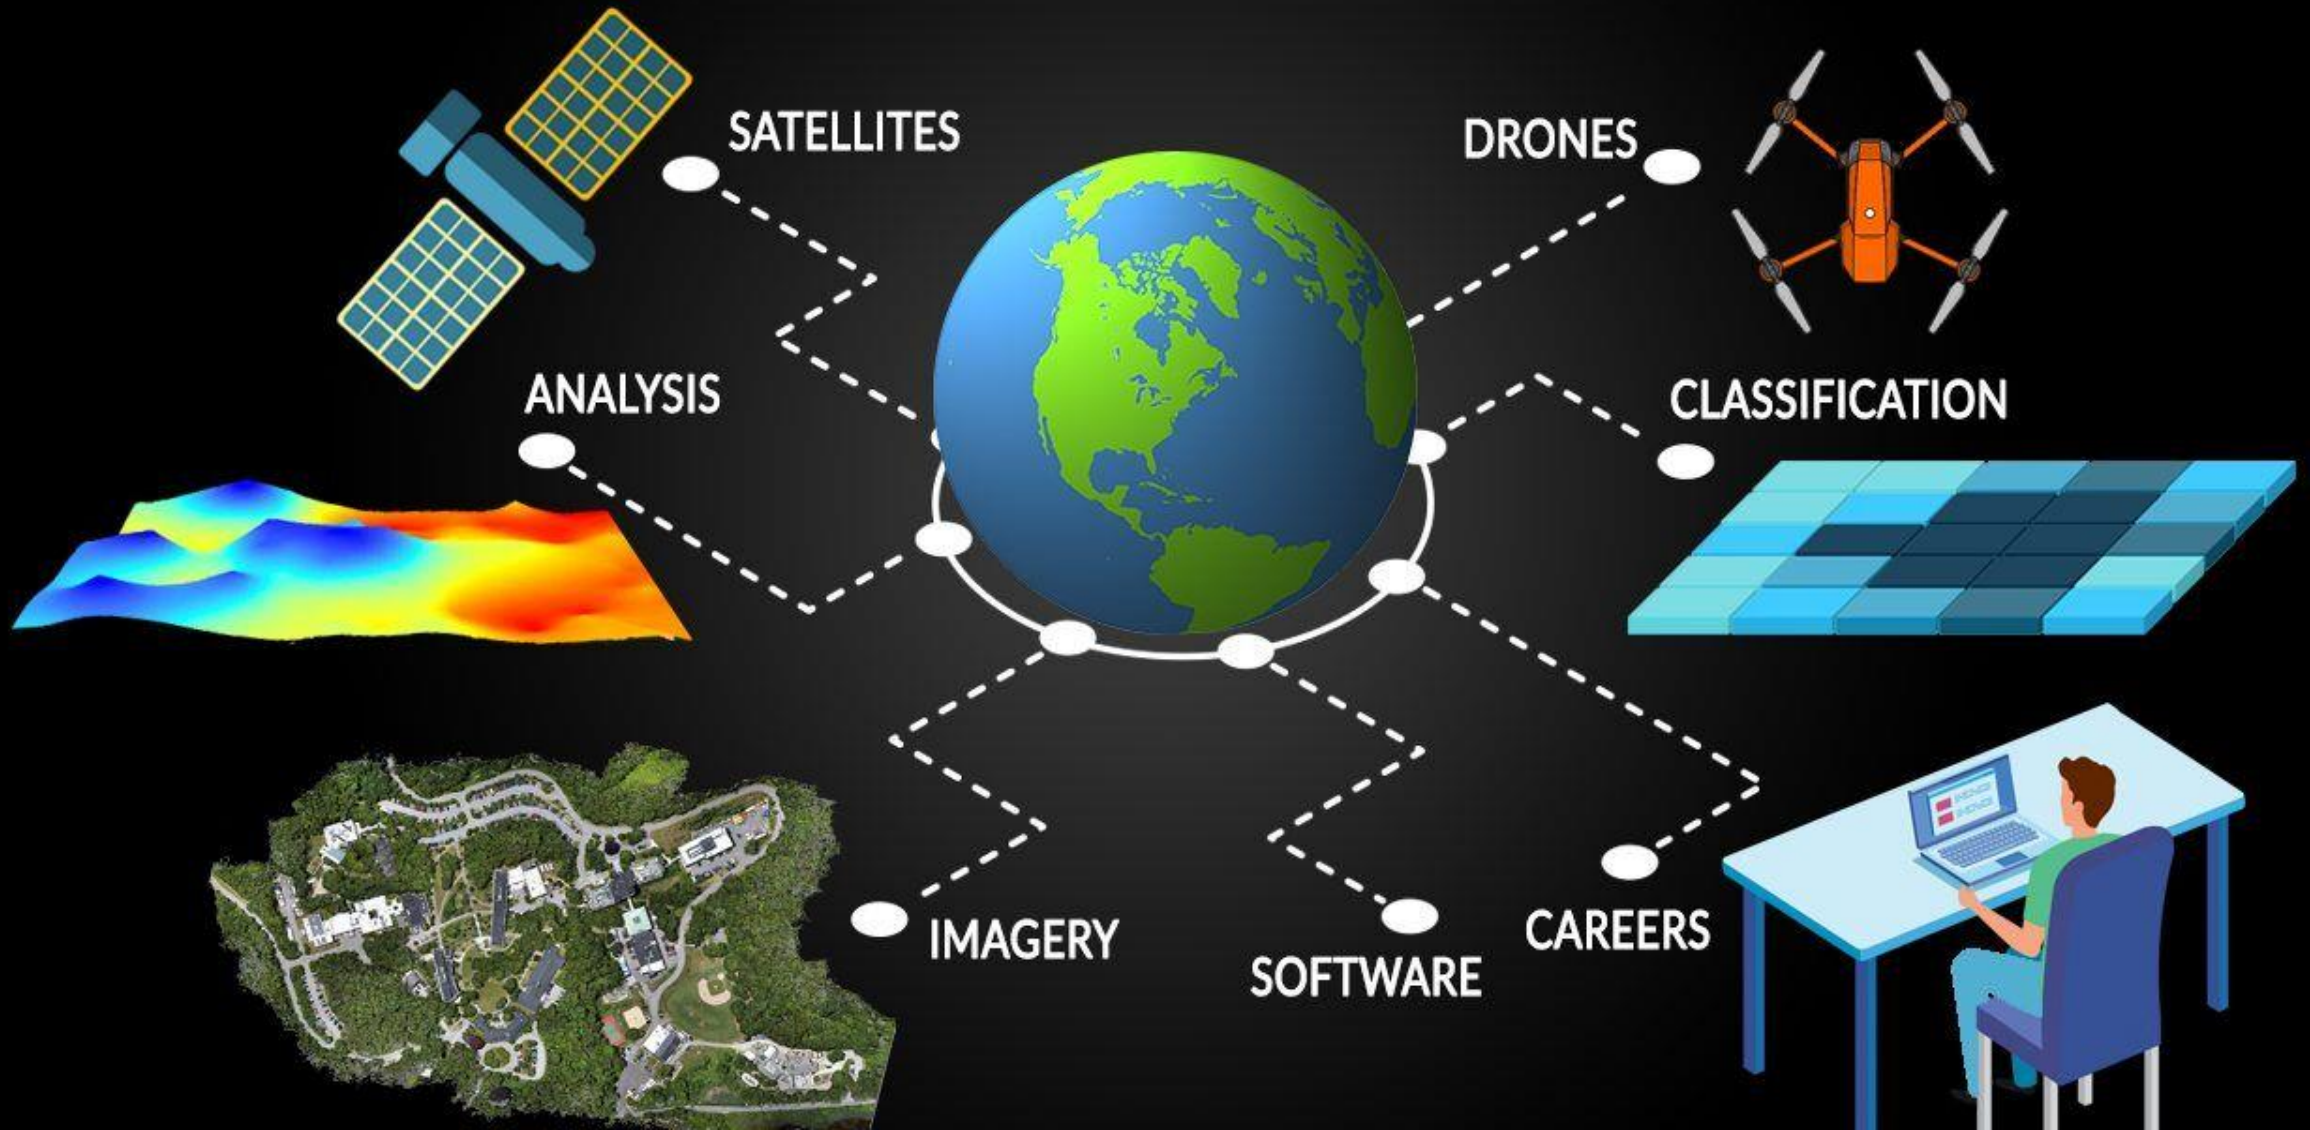 SATELLITES
DRONES
ANALYSIS
CLASSIFICATION
IMAGERY
SOFTWARE
CAREERS